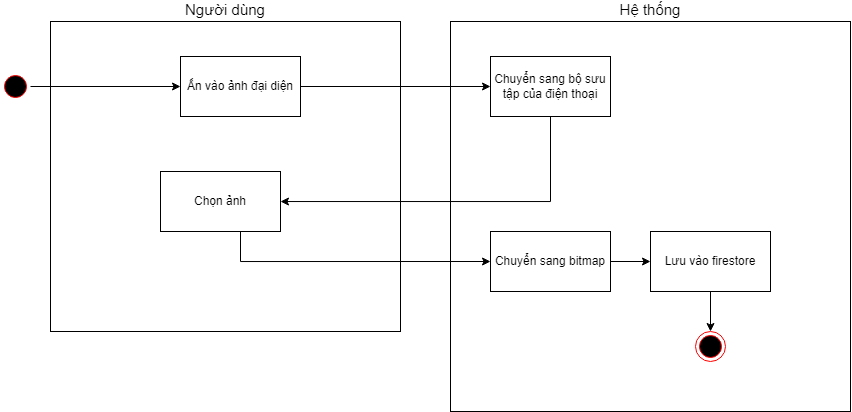 Người dùng
Hệ thống
Ấn vào ảnh đại diện
Chuyển sang bộ sưu
tập của điện thoại
Chọn ảnh
Chuyển sang bitmap
Lưu vào firestore